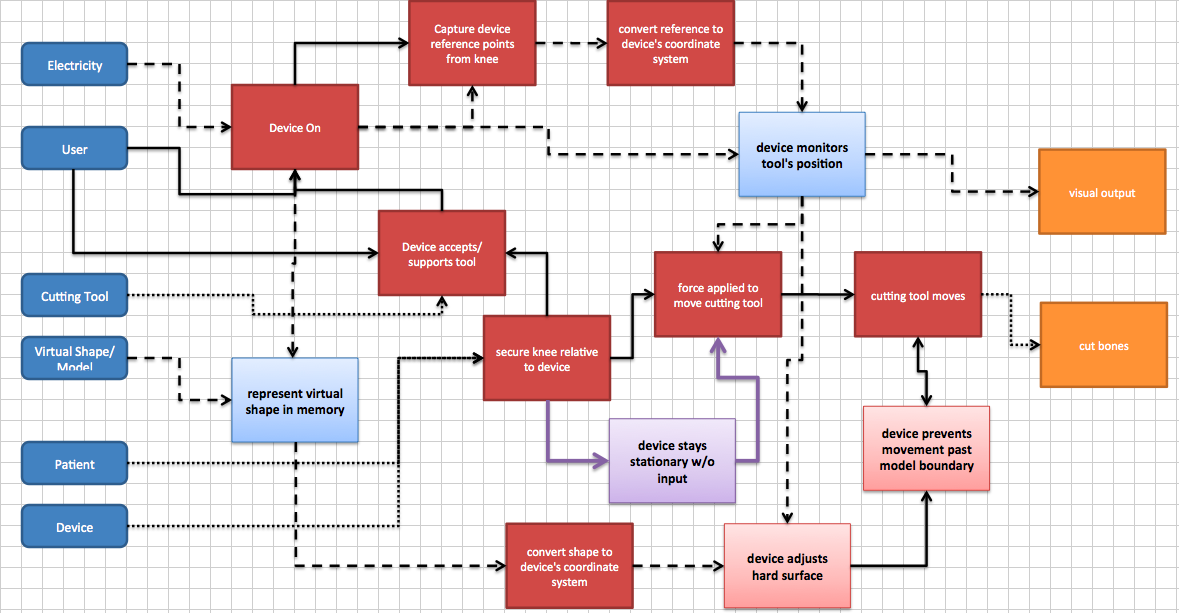 Capture device
reference points
from knee
convert reference to
device's coordinate
system
Electricity
Device On
User
device monitors
tool's position
visual output
Device accepts/
supports tool
Cutting Tool
force applied to
move cutting tool
cutting tool moves
Virtual Shape/
Model
secure knee relative
to device
cut bones
represent virtual
shape in memory
Patient
device stays
stationary w/o
input
device prevents
movement past
model boundary
Device
convert shape to
device's coordinate
system
device adjusts
hard surface